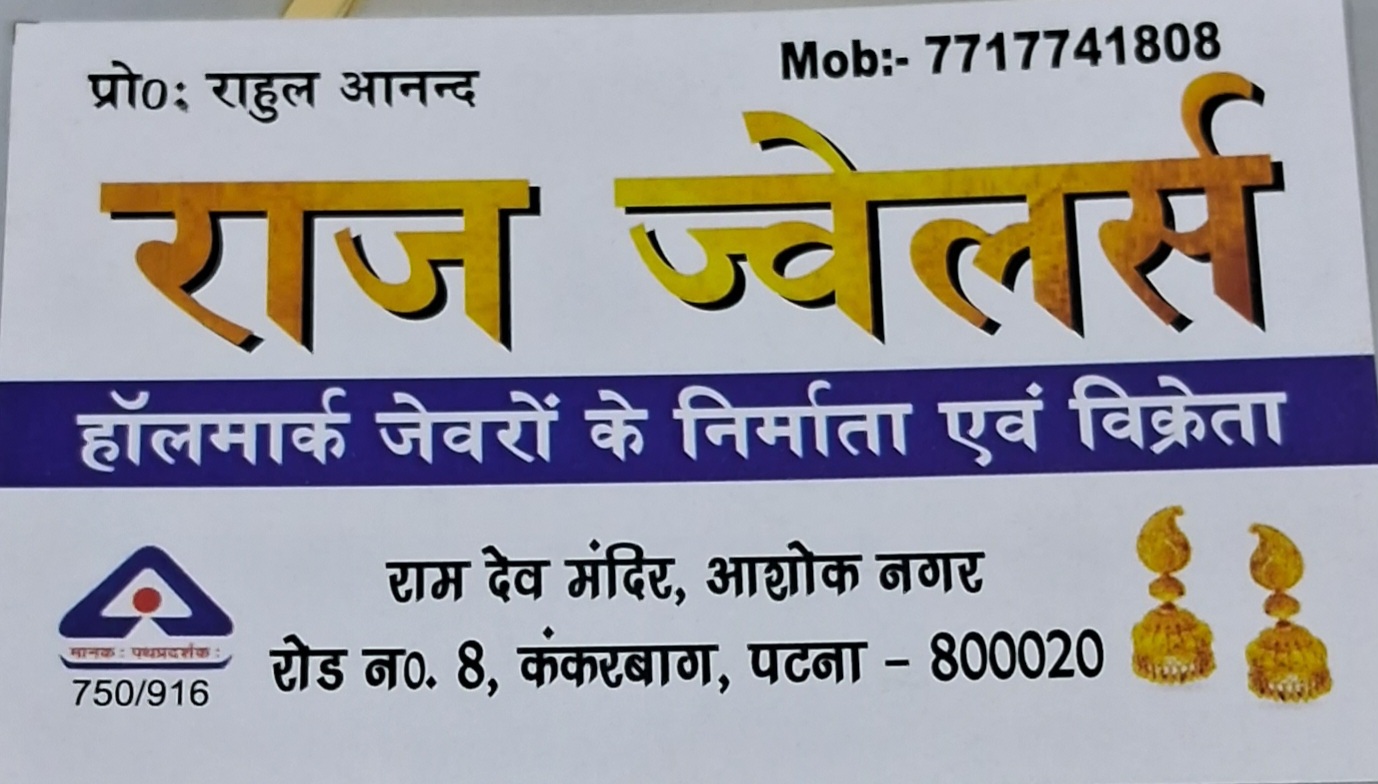 प्रो0: राहुल आनन्द
Mob:- 7717741808
राज ज्वेलर्स
हॉलमार्क जेवरों के निर्माता एवं विक्रेता
मानक: पथप्रदर्शक:
750/916
राम देव मंदिर, आशोक नगर
रोड न0. 8, कंकरबाग, पटना – 800020